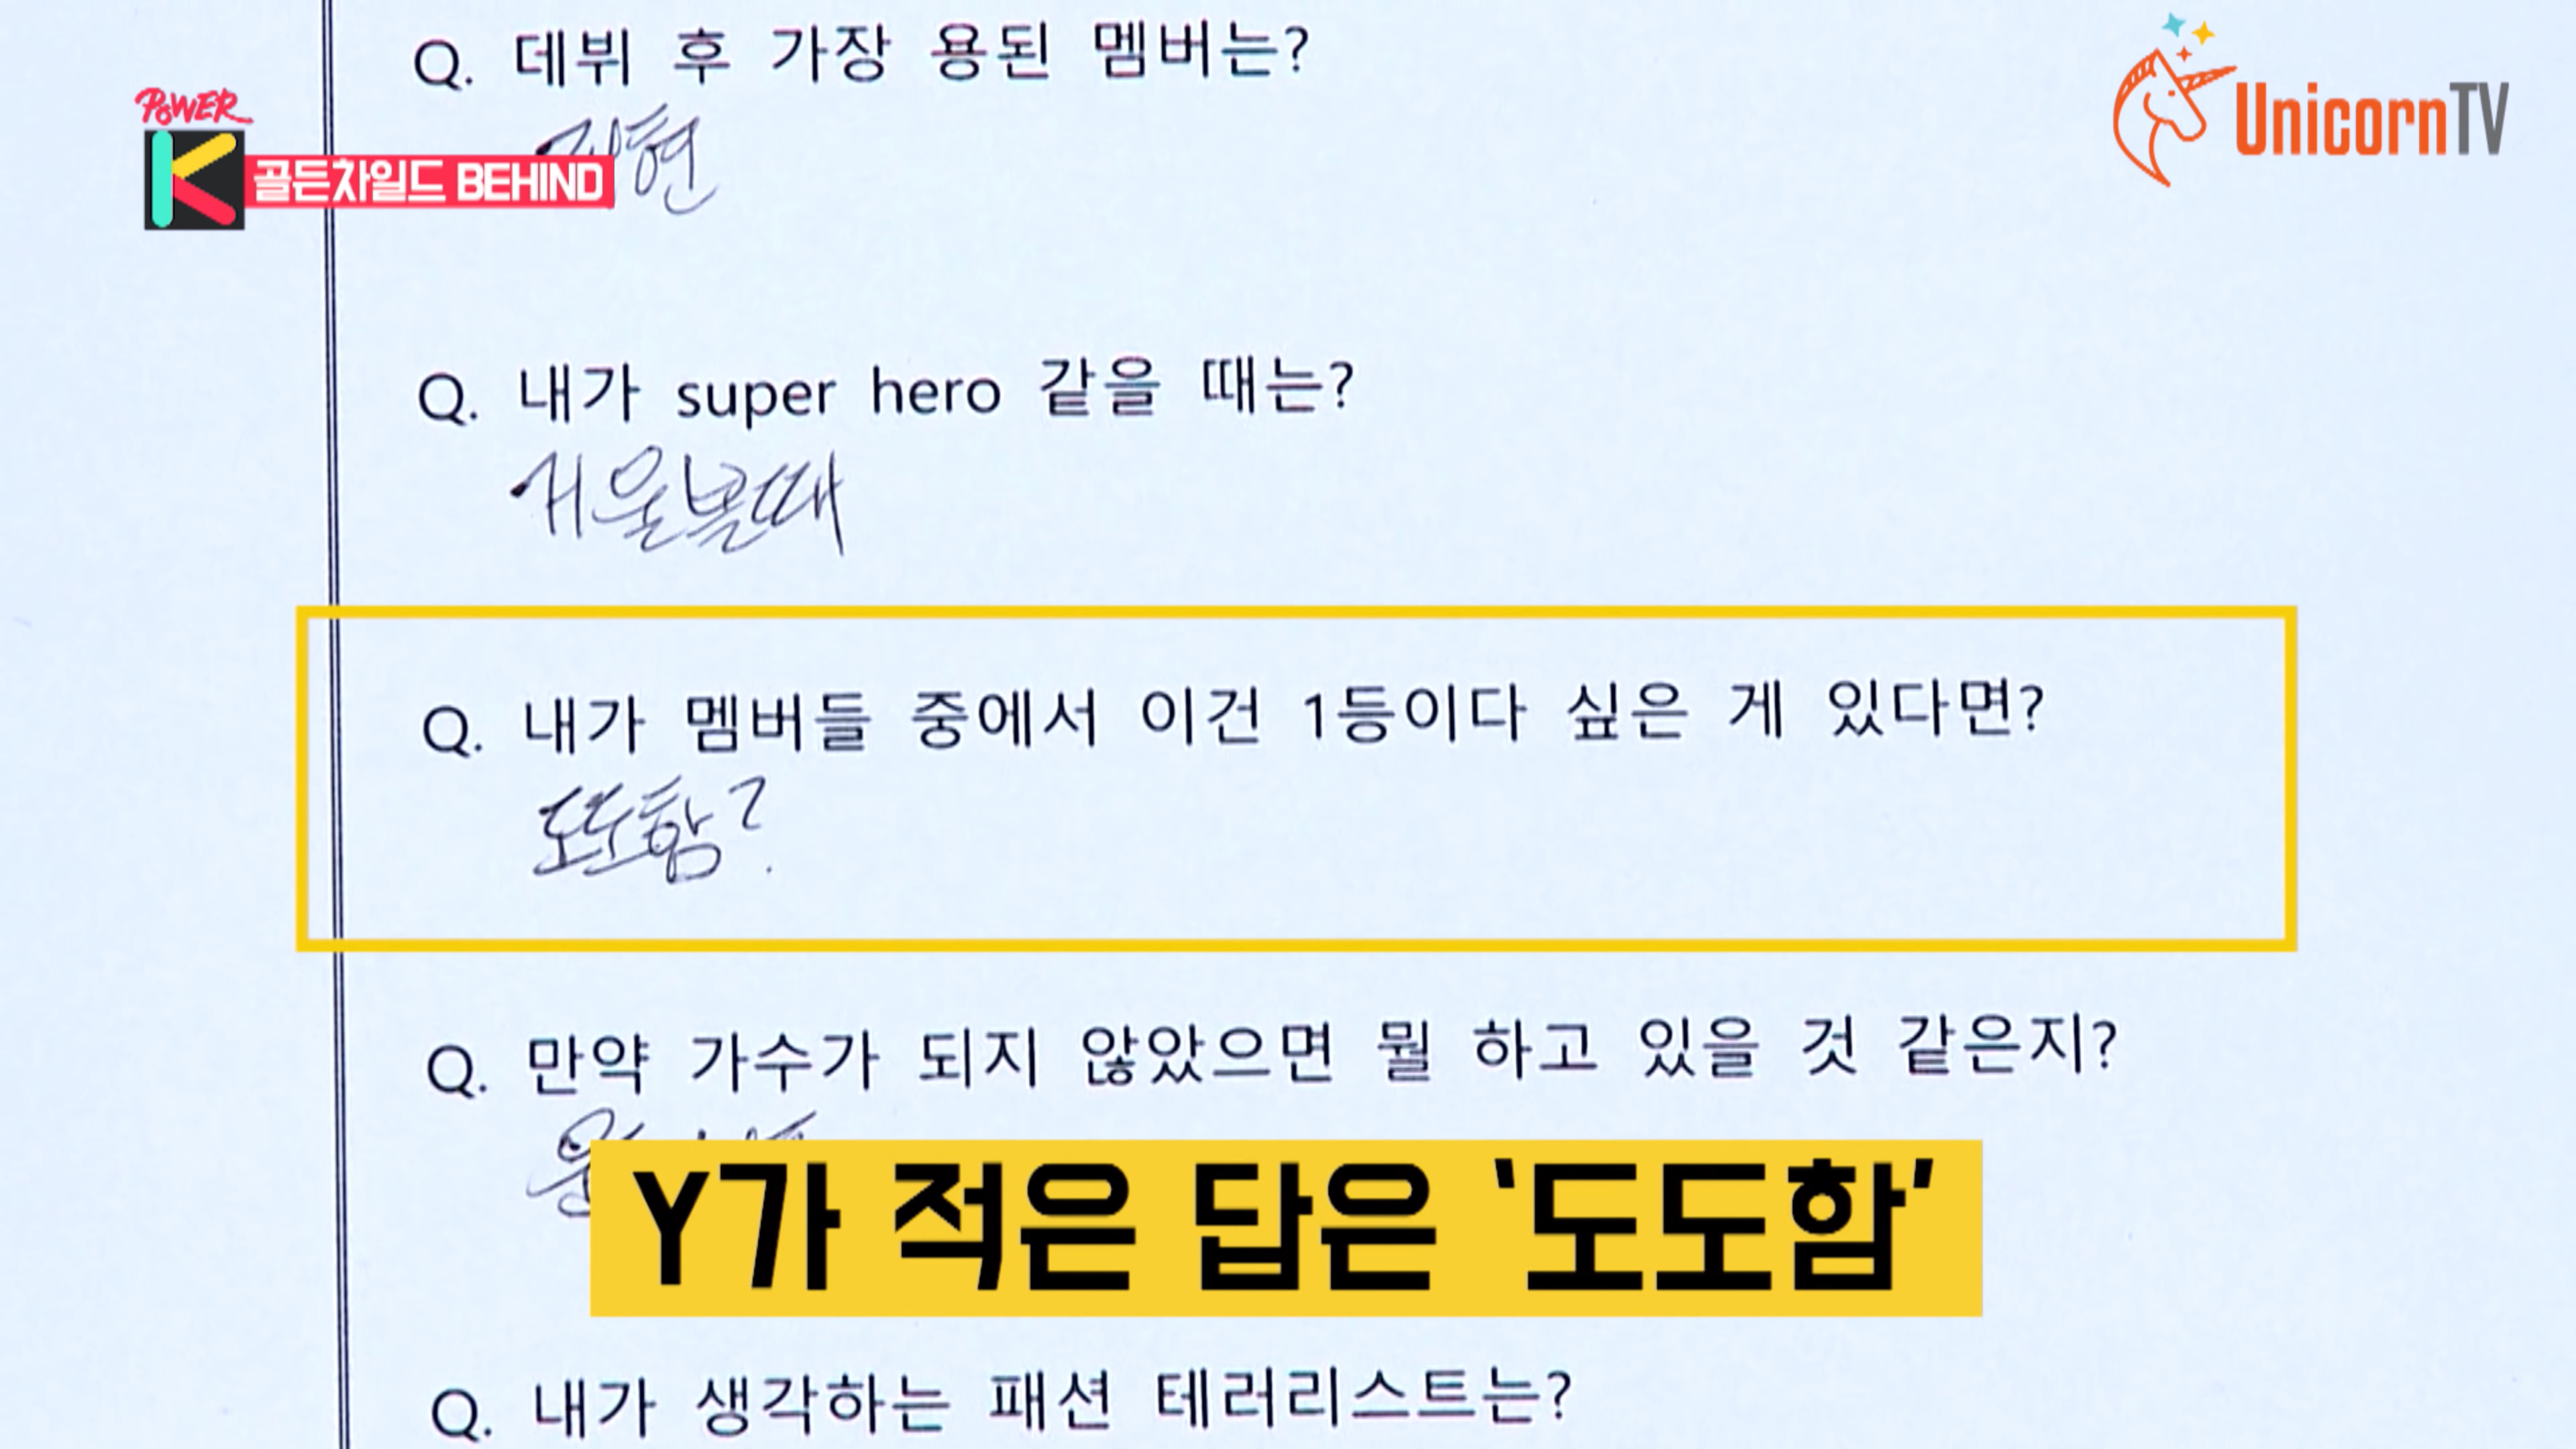 Q. 데뷔 후 가장 용된 멤버는?
POWER
K 골든차일드 BEHIND
UnicornTV
Q. 내가 super hero 같을 때는?
거울볼때
Q. 내가 멤버들 중에서 이건 1등이다 싶은 게 있다면?
도도함?
Q. 만약 가수가 되지 않았으면 뭘 하고 있을 것 같은지?
Y가 적은 답은 '도도함'
Q. 내가 생각하는 패션 테러리스트는?